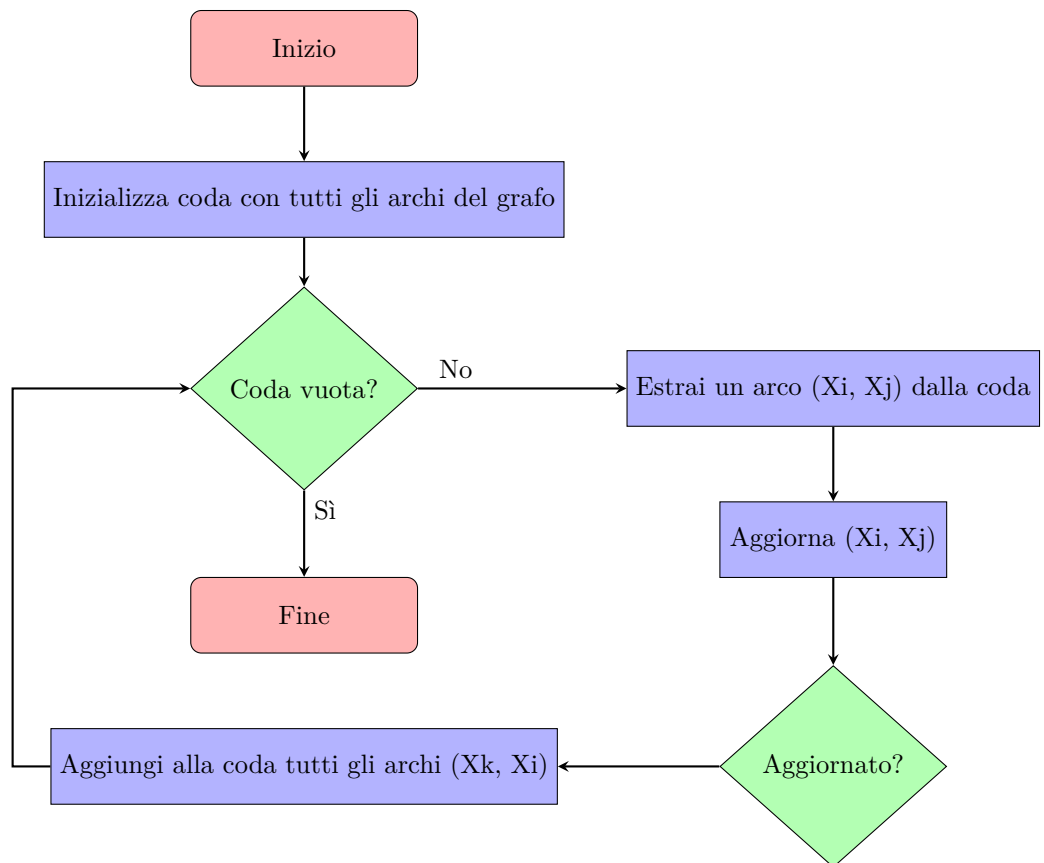 Inizio
Inizializza coda con tutti gli archi del grafo
Coda vuota?
No
Estrai un arco (Xi, Xj) dalla coda
Aggiorna (Xi, Xj)
Sì
Fine
Aggiungi alla coda tutti gli archi (Xk, Xi)
Aggiornato?